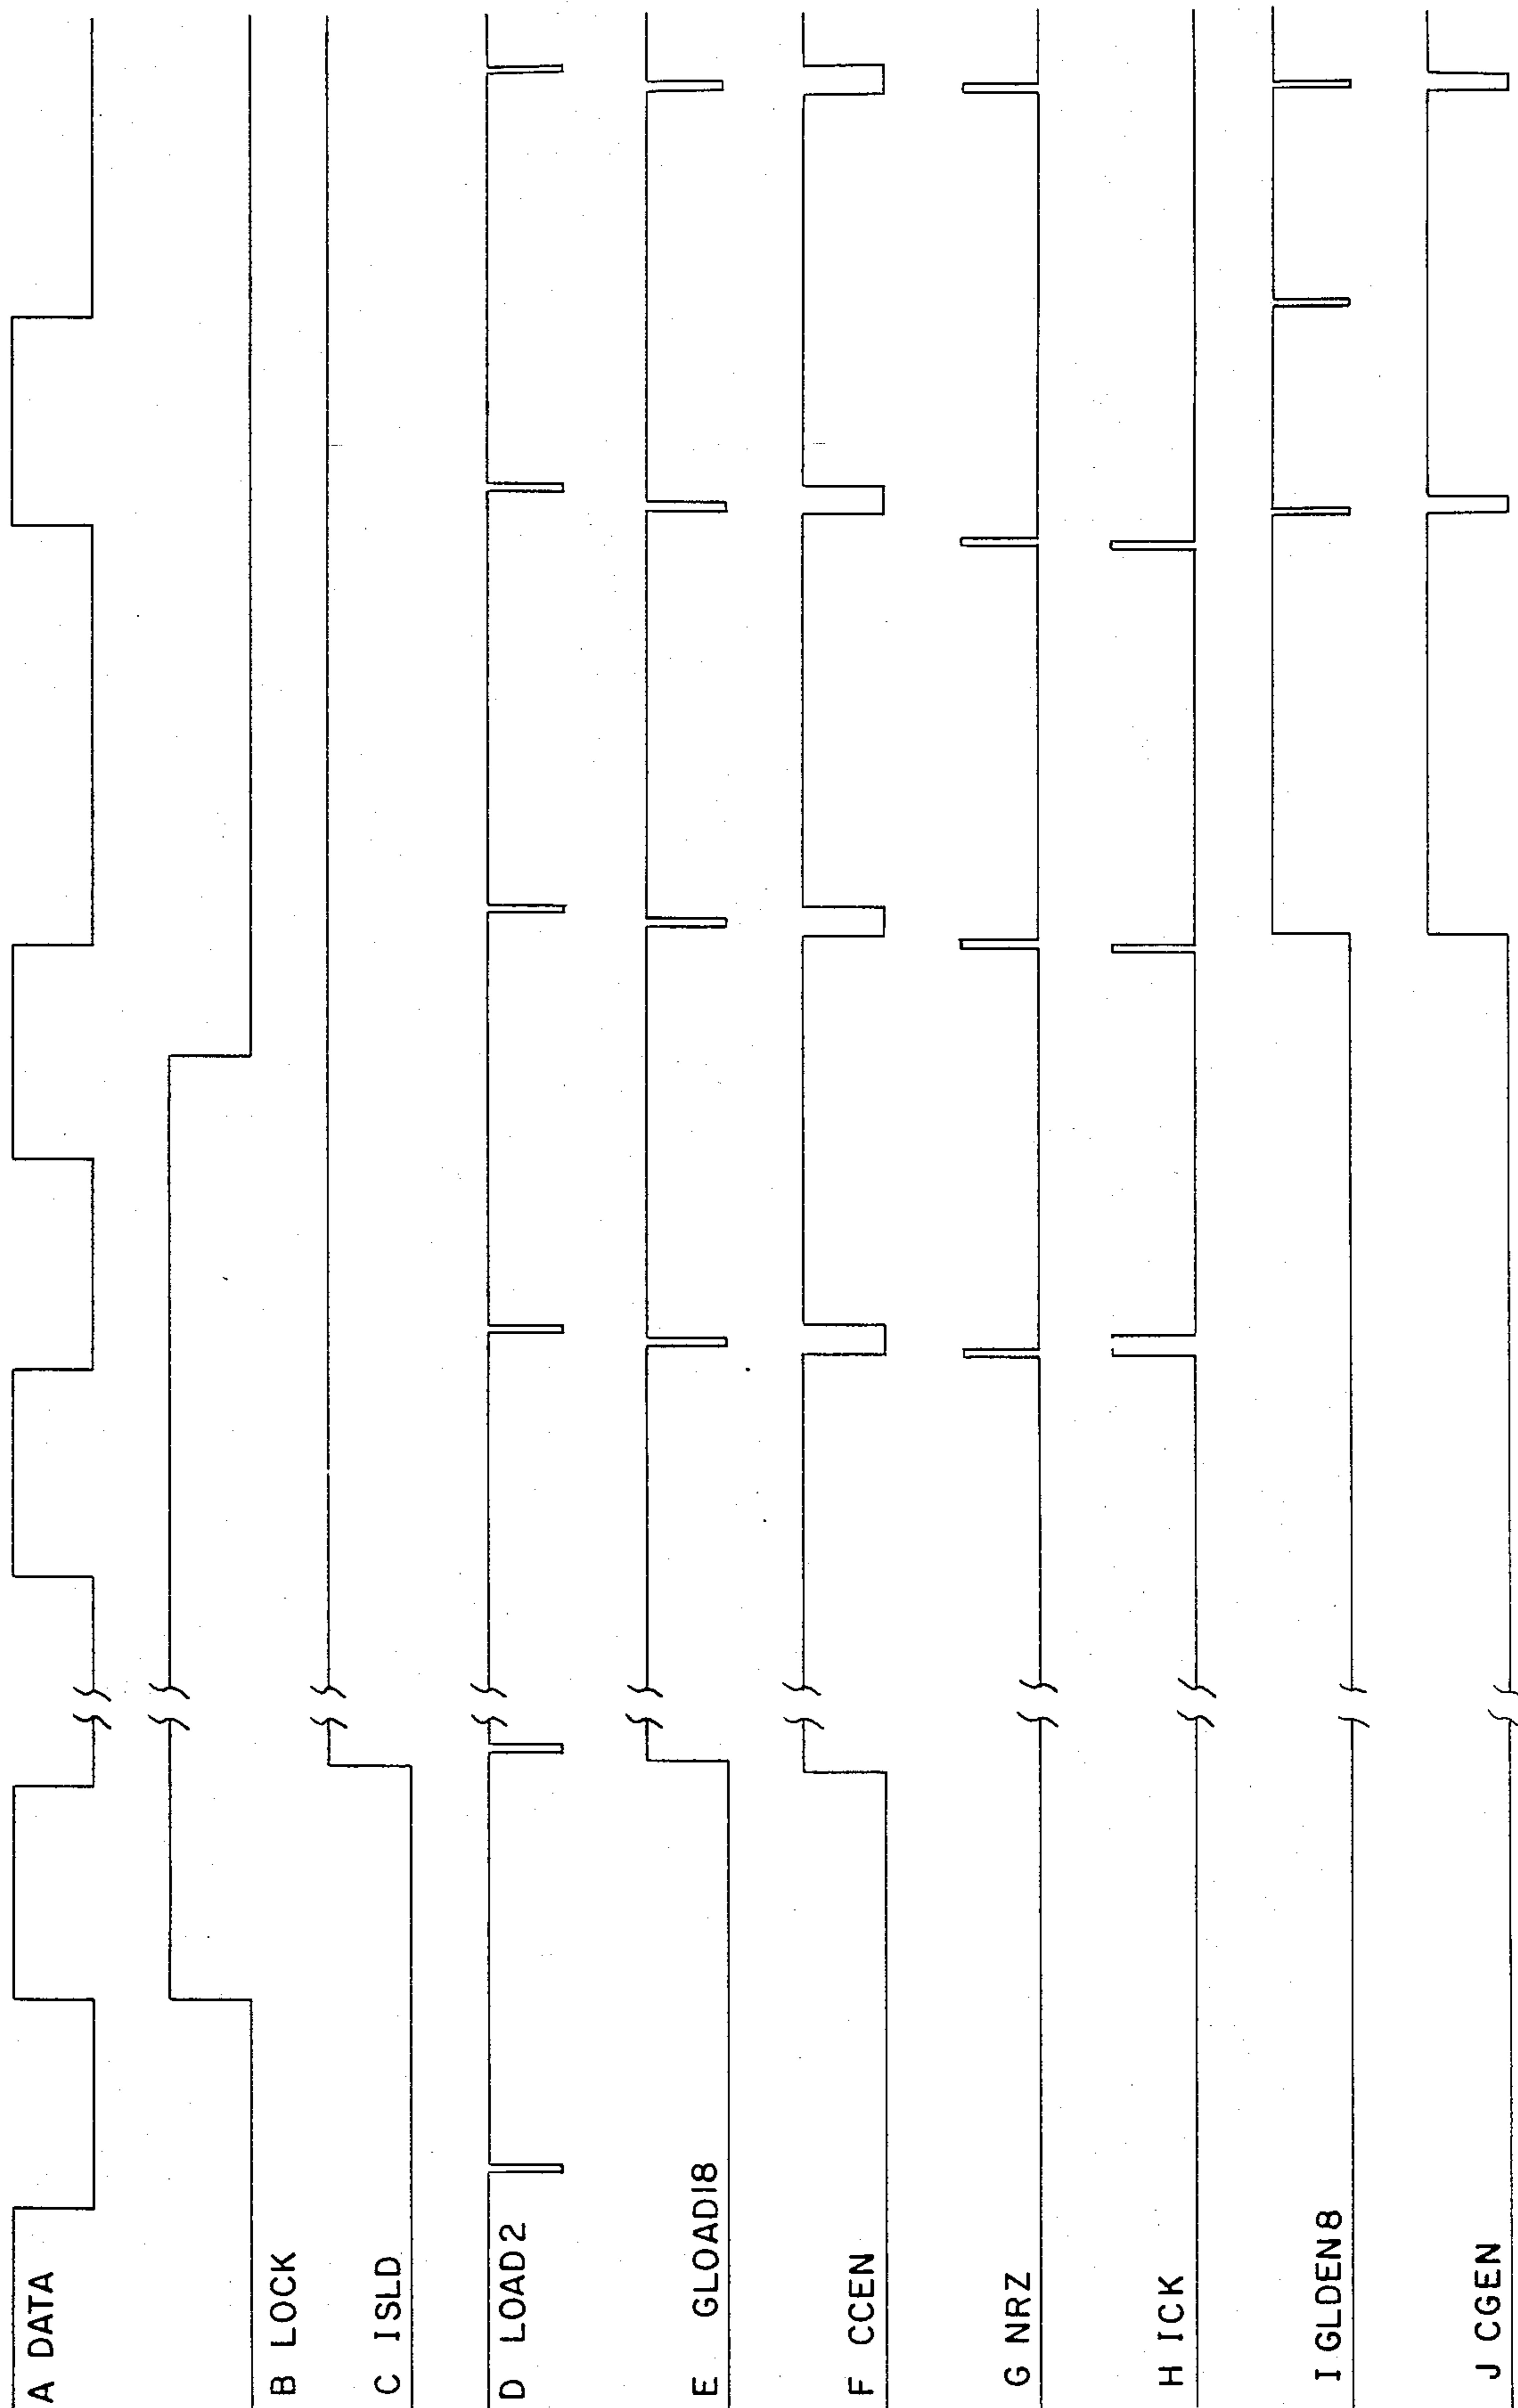 A DATA
B LOCK
C ISLD
D LOAD2
E GLOAD18
F CCEN
G NRZ
H ICK
I GLDEN8
J CGEN